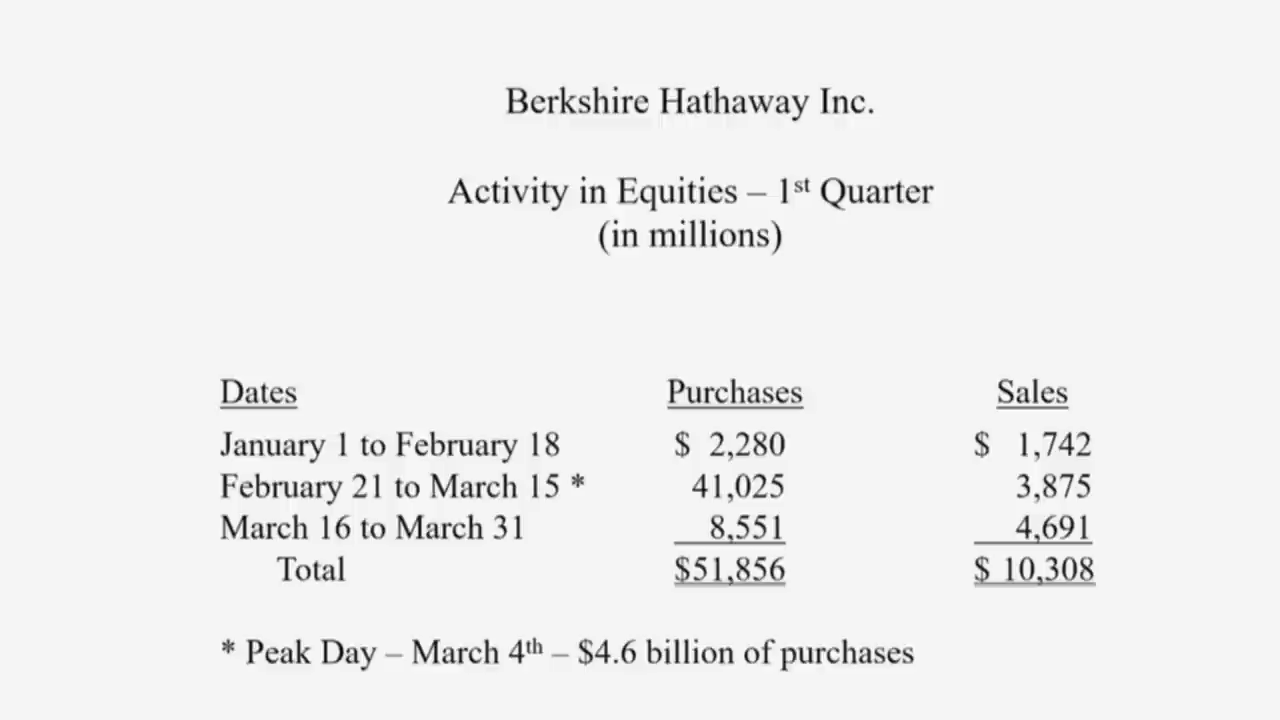 Berkshire Hathaway Inc.
Activity in Equities – 1st Quarter
(in millions)
Dates Purchases Sales
January 1 to February 18 $ 2,280 $ 1,742
February 21 to March 15 * 41,025 3,875
March 16 to March 31 8,551 4,691
Total $51,856 $ 10,308
* Peak Day – March 4th – $4.6 billion of purchases